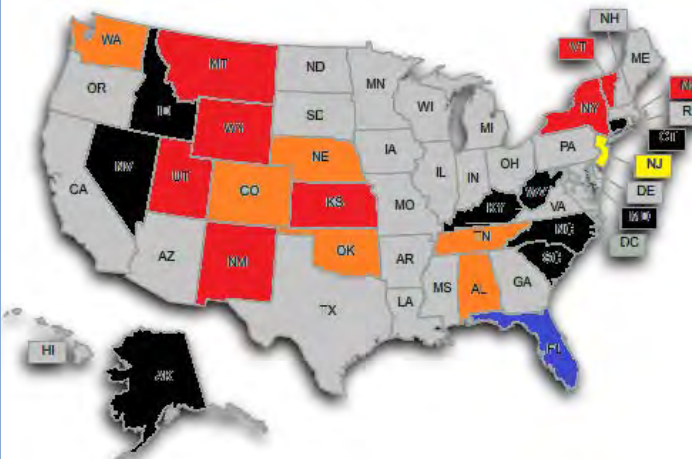 NH
WA
VT
ME
MT
ND
MN
OR
NY
ID
SD
WI
R
MI
CT
WY
PA
NE
IA
OH
NJ
NV
IL
IN
UT
CO
DE
CA
WV
KS
KY
MO
VA
MD
NC
TN
DC
OK
AZ
AR
SC
NM
GA
MS
AL
LA
TX
HI
FL
AK